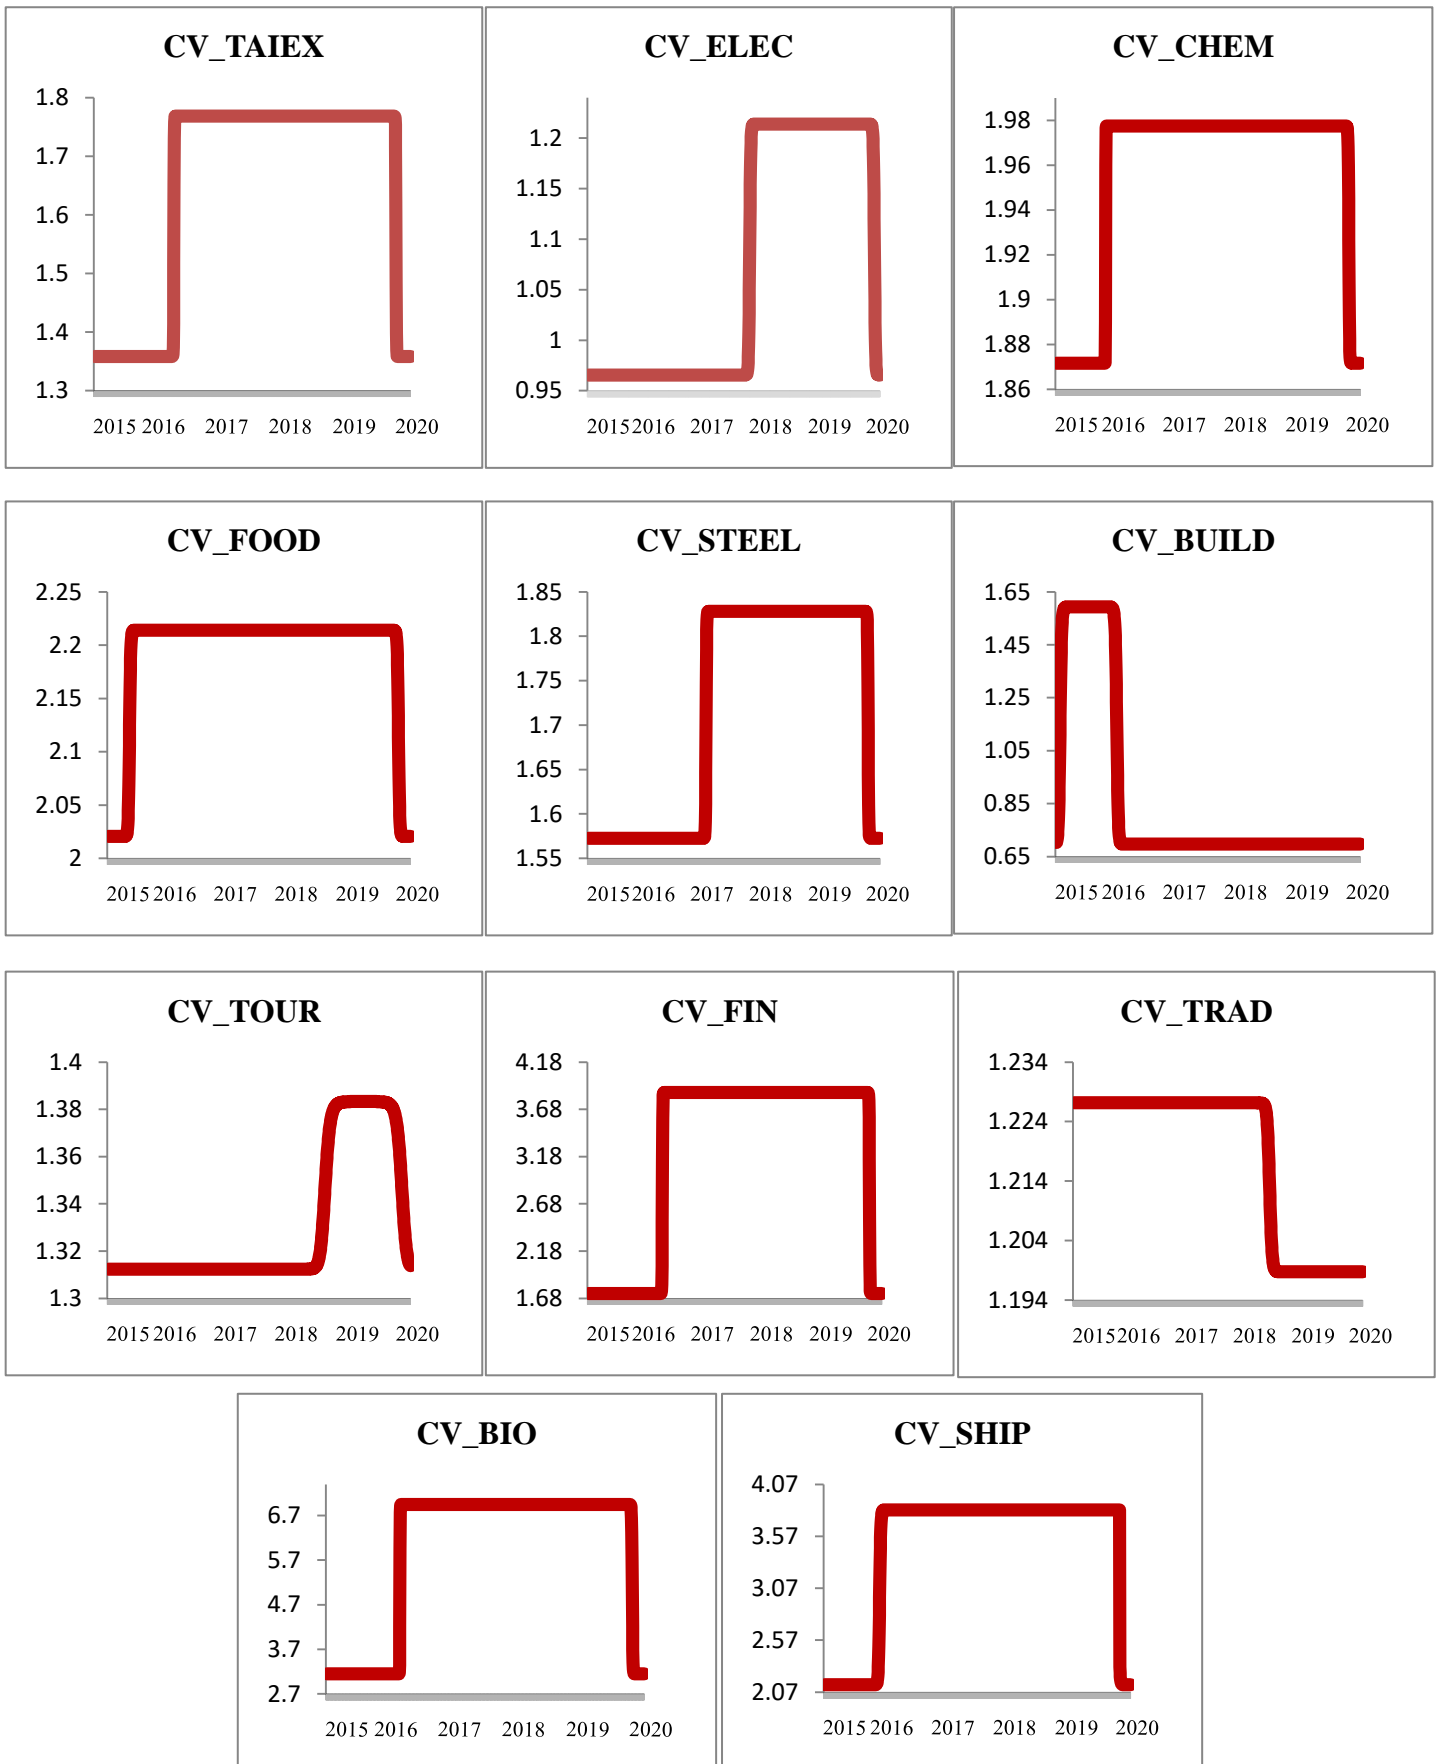 CV_TAIEX
1.8
1.7
1.6
1.5
1.4
1.3
2015 2016 2017 2018 2019 2020
CV_ELEC
1.2
1.15
1.1
1.05
1
0.95
2015 2016 2017 2018 2019 2020
CV_CHEM
1.98
1.96
1.94
1.92
1.9
1.88
1.86
2015 2016 2017 2018 2019 2020
CV_FOOD
2.25
2.2
2.15
2.1
2.05
2
2015 2016 2017 2018 2019 2020
CV_STEEL
1.85
1.8
1.75
1.7
1.65
1.6
1.55
2015 2016 2017 2018 2019 2020
CV_BUILD
1.65
1.45
1.25
1.05
0.85
0.65
2015 2016 2017 2018 2019 2020
CV_TOUR
1.4
1.38
1.36
1.34
1.32
1.3
2015 2016 2017 2018 2019 2020
CV_FIN
4.18
3.68
3.18
2.68
2.18
1.68
2015 2016 2017 2018 2019 2020
CV_TRAD
1.234
1.224
1.214
1.204
1.194
2015 2016 2017 2018 2019 2020
CV_BIO
6.7
5.7
4.7
3.7
2.7
2015 2016 2017 2018 2019 2020
CV_SHIP
4.07
3.57
3.07
2.57
2.07
2015 2016 2017 2018 2019 2020